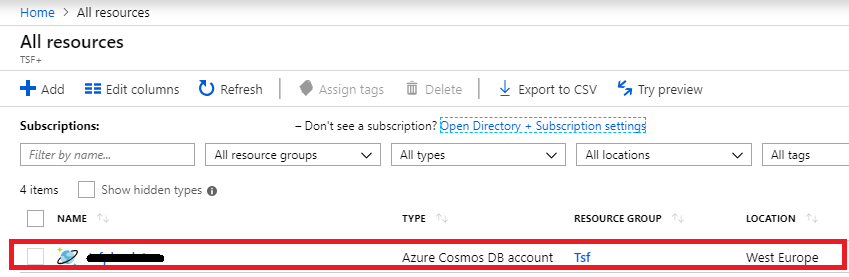 Home > All resources
All resources
TSF+
Add Edit columns Refresh Assign tags Delete Export to CSV Try preview
Subscriptions: – Don't see a subscription? Open Directory + Subscription settings
Filter by name... All resource groups All types All locations All tags
4 items Show hidden types
NAME TYPE RESOURCE GROUP LOCATION
Azure Cosmos DB account Tsf West Europe